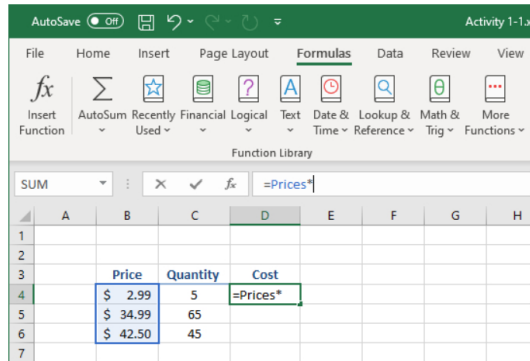 AutoSave Off Activity 1-1.x
File Home Insert Page Layout Formulas Data Review View
fx Σ ? A θ
Insert AutoSum Recently Financial Logical Text Date & Lookup & Math & More
Function Used Time Reference Trig Functions
Function Library
SUM fx =Prices*
A B C D E F G H
1
2
3 Price Quantity Cost
4 $ 2.99 5 =Prices*
5 $ 34.99 65
6 $ 42.50 45
7